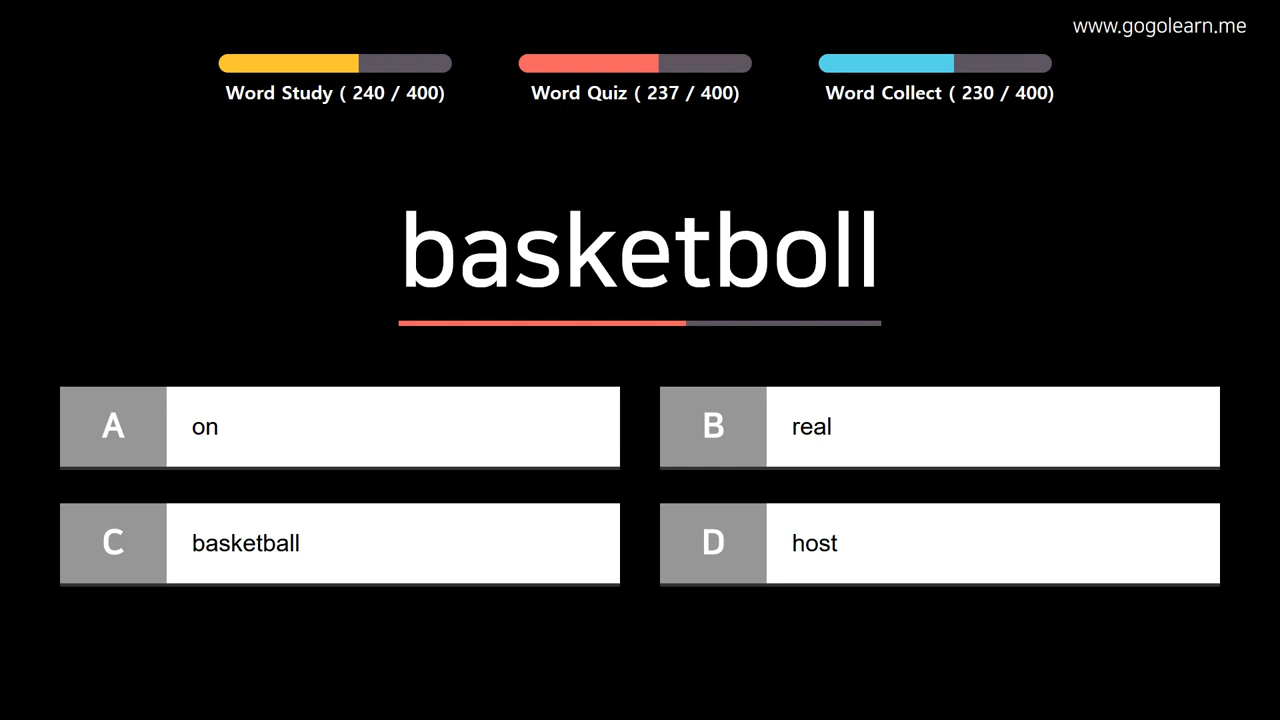 www.gogolearn.me
Word Study ( 240 / 400)
Word Quiz ( 237 / 400)
Word Collect ( 230 / 400)
basketboll
A on
B real
C basketball
D host